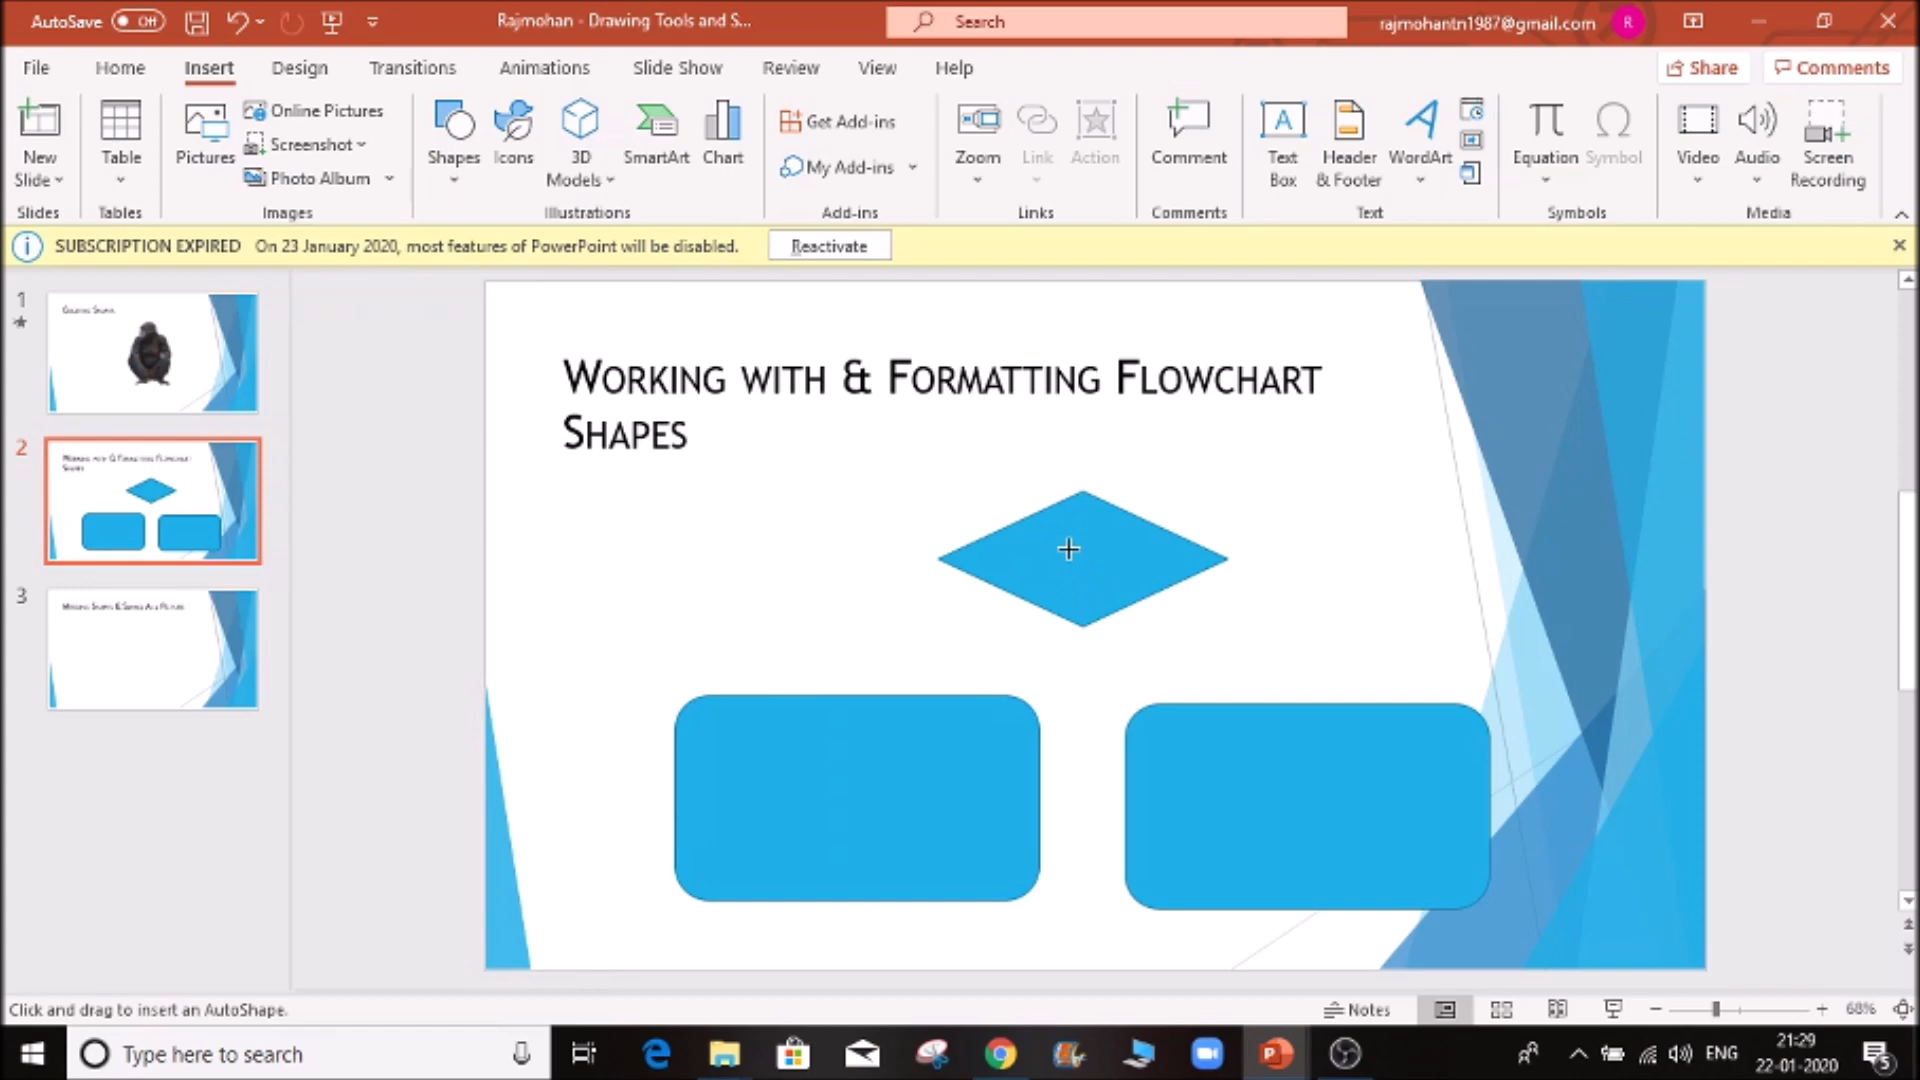 AutoSave Off
Rajmohan - Drawing Tools and S...
Search
rajmohantn1987@gmail.com
R
File Home Insert Design Transitions Animations Slide Show Review View Help
Share Comments
New Slide
Table
Pictures
Online Pictures
Screenshot
Photo Album
Shapes
Icons
3D Models
SmartArt
Chart
Get Add-ins
My Add-ins
Zoom
Link
Action
Comment
Text Box
Header & Footer
WordArt
Equation
Symbol
Video
Audio
Screen Recording
Slides Tables Images Illustrations Add-ins Links Comments Text Symbols Media
SUBSCRIPTION EXPIRED On 23 January 2020, most features of PowerPoint will be disabled. Reactivate
1
2
3
WORKING WITH & FORMATTING FLOWCHART
SHAPES
Click and drag to insert an AutoShape.
Notes
68%
Type here to search
ENG
21:29
22-01-2020
5